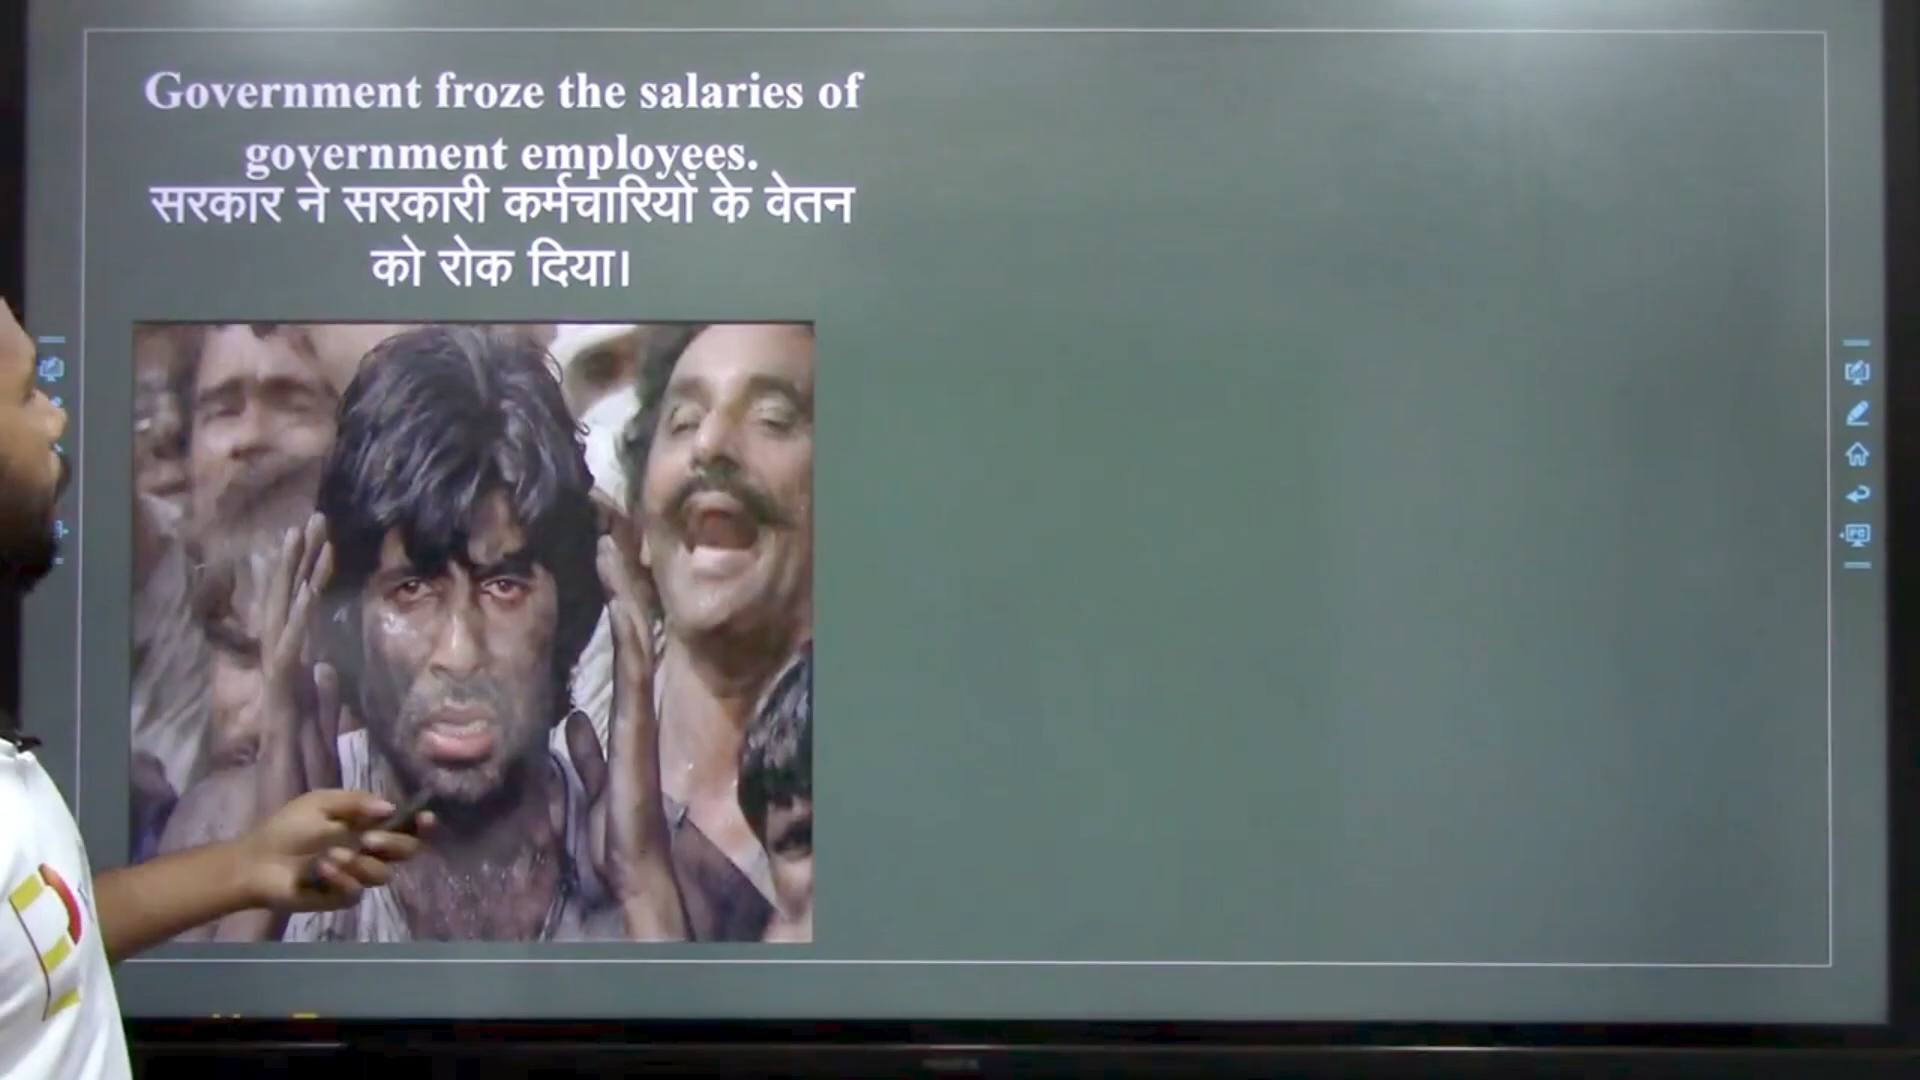 Government froze the salaries of
government employees.
सरकार ने सरकारी कर्मचारियों के वेतन
को रोक दिया।